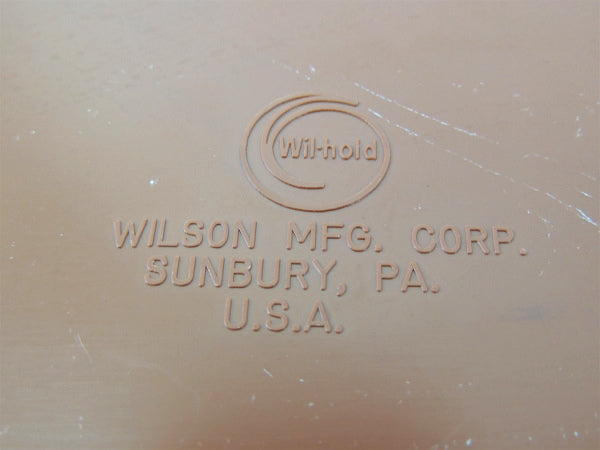 Wil-hold
WILSON MFG. CORP.
SUNBURY, PA.
U.S.A.